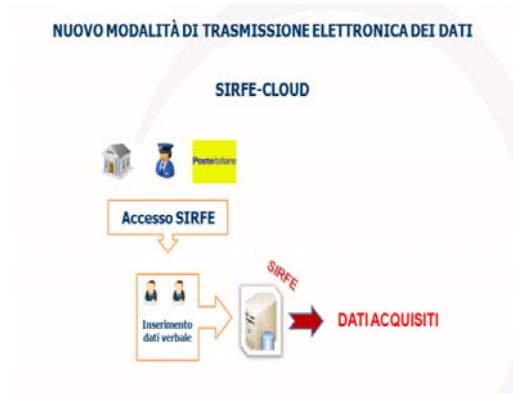 NUOVO MODALITÀ DI TRASMISSIONE ELETTRONICA DEI DATI
SIRFE-CLOUD
Posteitaliane
Accesso SIRFE
Inserimento
dati verbale
SIRFE
DATI ACQUISITI